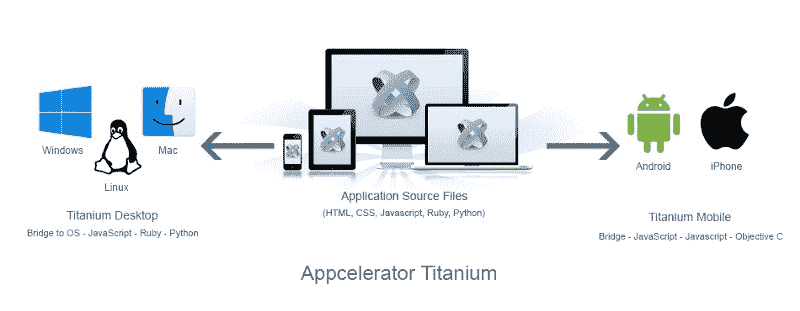 Windows
Mac
Linux
Titanium Desktop
Bridge to OS - JavaScript - Ruby - Python
Application Source Files
(HTML, CSS, Javascript, Ruby, Python)
Android
iPhone
Titanium Mobile
Bridge - JavaScript - Javascript - Objective C
Appcelerator Titanium